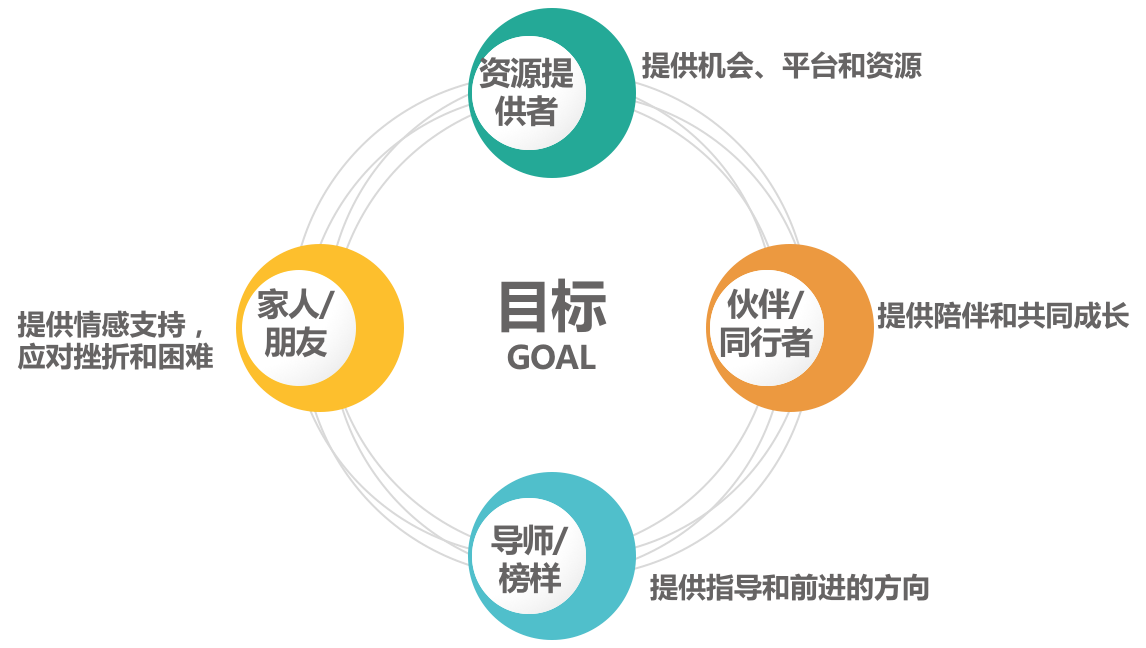 资源提
供者
提供机会、平台和资源
家人/
朋友
提供情感支持，
应对挫折和困难
目标
GOAL
伙伴/
同行者
提供陪伴和共同成长
导师/
榜样
提供指导和前进的方向